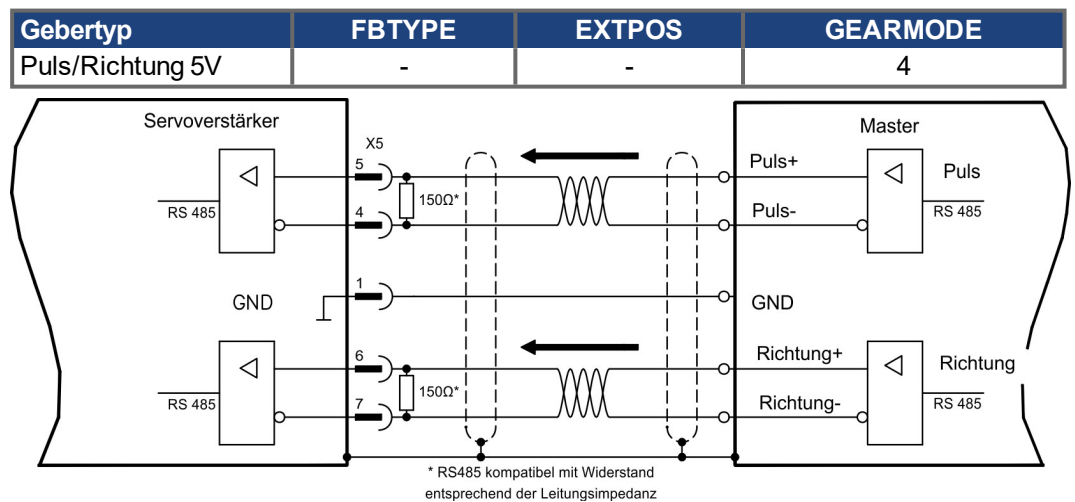 Gebertyp FBTYPE EXTPOS GEARMODE
Puls/Richtung 5V - - 4
Servoverstärker
Master
X5
5
Puls+
Puls
150Ω*
RS 485
4
Puls-
RS 485
1
GND
GND
6
Richtung+
Richtung
150Ω*
RS 485
7
Richtung-
RS 485
* RS485 kompatibel mit Widerstand
entsprechend der Leitungsimpedanz